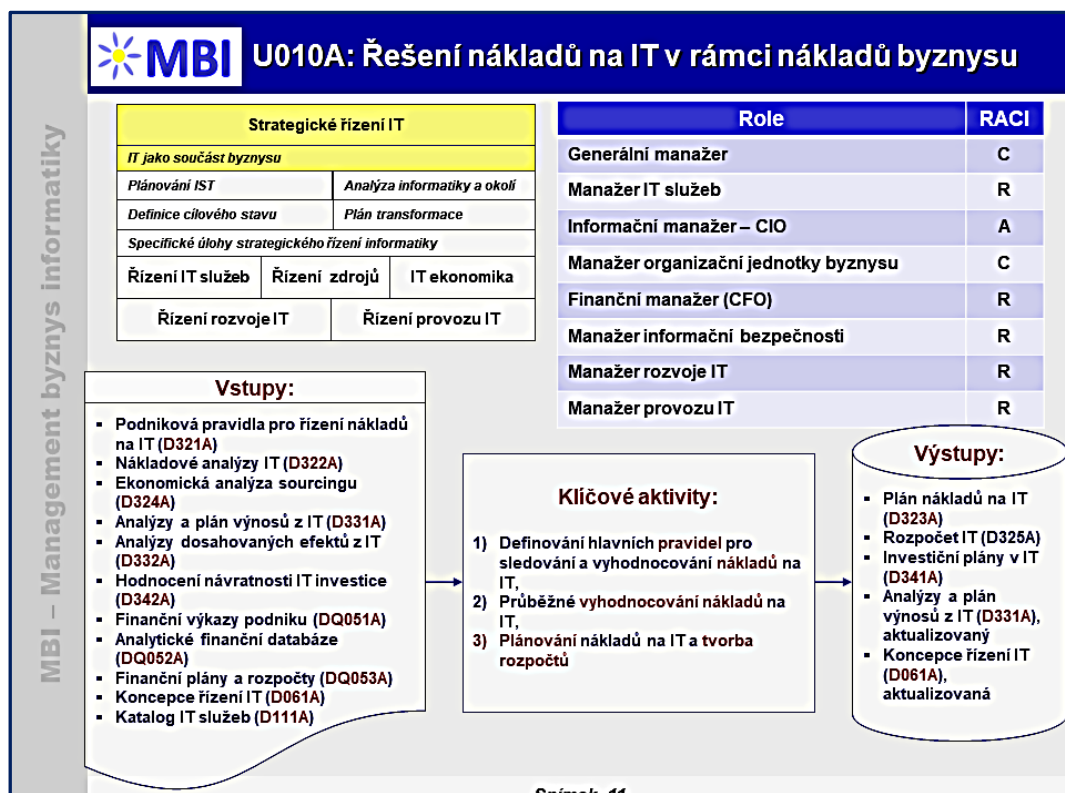 MBI – Management byznys informatiky
MBI
U010A: Řešení nákladů na IT v rámci nákladů byznysu
Strategické řízení IT
IT jako součást byznysu
Plánování IST
Analýza informatiky a okolí
Definice cílového stavu
Plán transformace
Specifické úlohy strategického řízení informatiky
Řízení IT služeb
Řízení zdrojů
IT ekonomika
Řízení rozvoje IT
Řízení provozu IT
Role RACI
Generální manažer C
Manažer IT služeb R
Informační manažer – CIO A
Manažer organizační jednotky byznysu C
Finanční manažer (CFO) R
Manažer informační bezpečnosti R
Manažer rozvoje IT R
Manažer provozu IT R
Vstupy:
▪ Podniková pravidla pro řízení nákladů
na IT (D321A)
▪ Nákladové analýzy IT (D322A)
▪ Ekonomická analýza sourcingu
(D324A)
▪ Analýzy a plán výnosů z IT (D331A)
▪ Analýzy dosahovaných efektů z IT
(D332A)
▪ Hodnocení návratnosti IT investice
(D342A)
▪ Finanční výkazy podniku (DQ051A)
▪ Analytické finanční databáze
(DQ052A)
▪ Finanční plány a rozpočty (DQ053A)
▪ Koncepce řízení IT (D061A)
▪ Katalog IT služeb (D111A)
Klíčové aktivity:
1) Definování hlavních pravidel pro
sledování a vyhodnocování nákladů na
IT,
2) Průběžné vyhodnocování nákladů na
IT,
3) Plánování nákladů na IT a tvorba
rozpočtů
Výstupy:
▪ Plán nákladů na IT
(D323A)
▪ Rozpočet IT (D325A)
▪ Investiční plány v IT
(D341A)
▪ Analýzy a plán
výnosů z IT (D331A),
aktualizovaný
▪ Koncepce řízení IT
(D061A),
aktualizovaná
Snímek 11